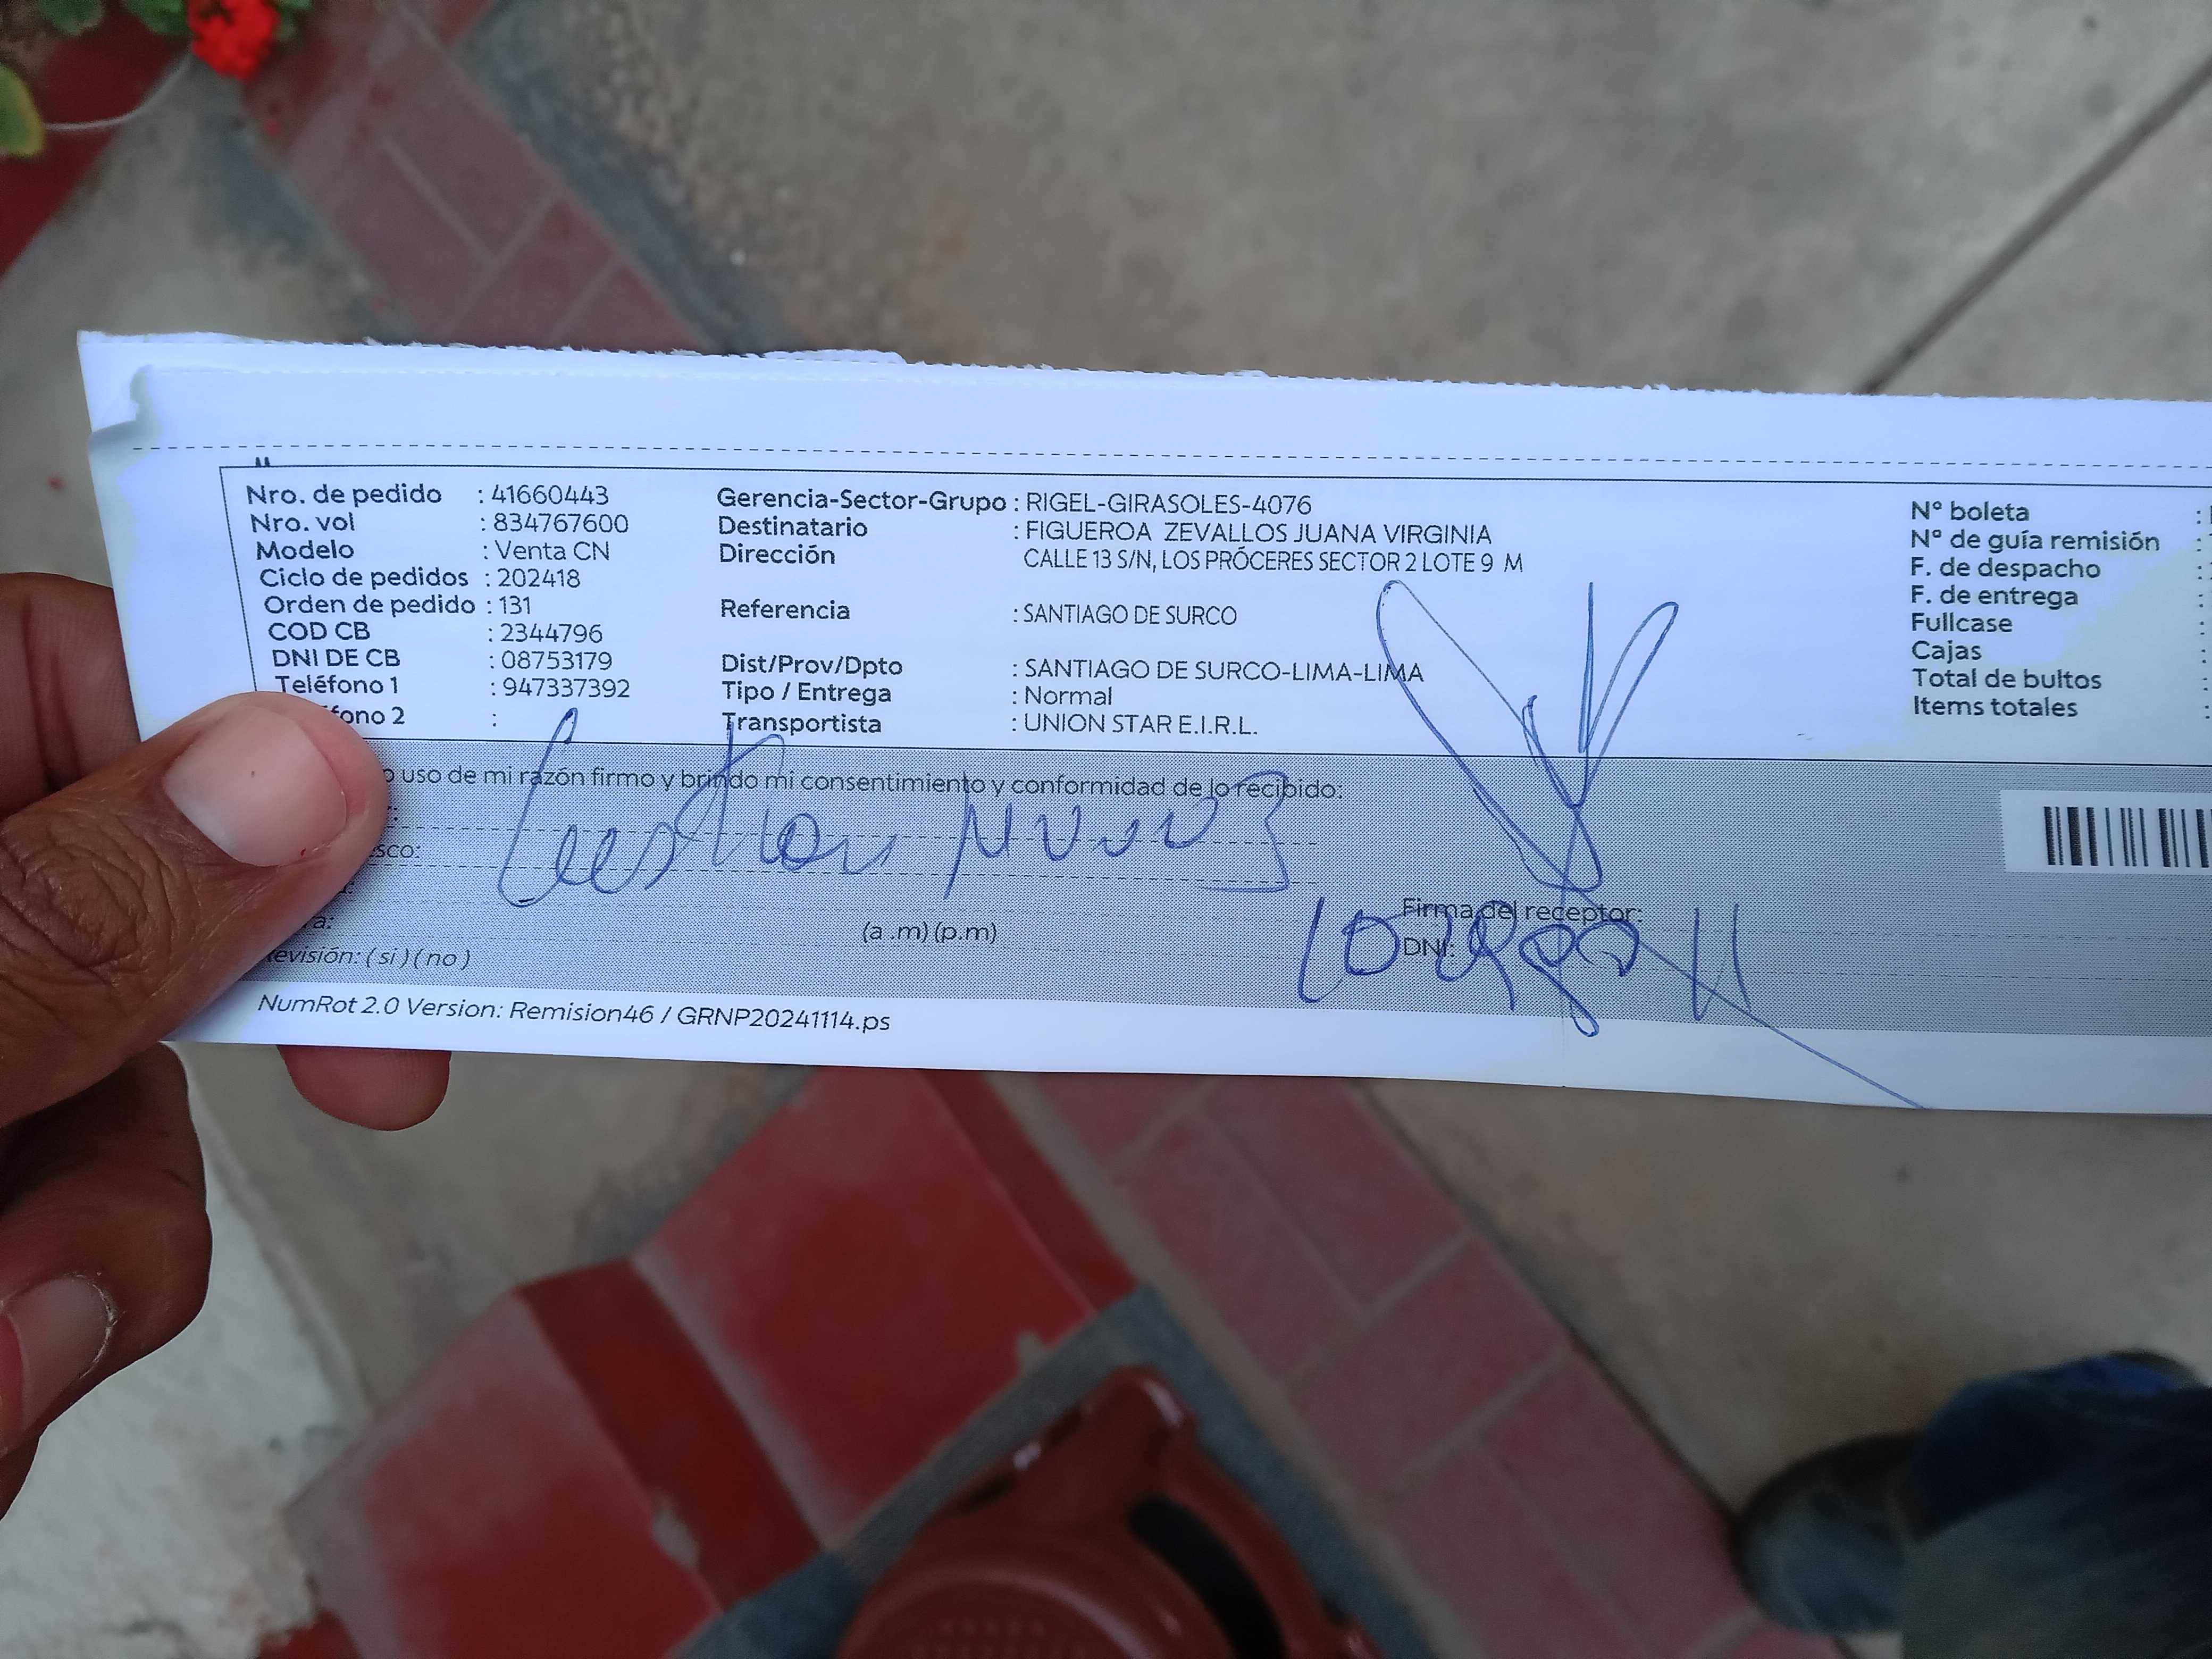 Nro. de pedido : 41660443
Nro. vol : 834767600
Modelo : Venta CN
Ciclo de pedidos : 202418
Orden de pedido : 131
COD CB : 2344796
DNI DE CB : 08753179
Teléfono 1 : 947337392
fono 2 :
Gerencia-Sector-Grupo : RIGEL-GIRASOLES-4076
Destinatario : FIGUEROA ZEVALLOS JUANA VIRGINIA
Dirección CALLE 13 S/N, LOS PRÓCERES SECTOR 2 LOTE 9 M
Referencia : SANTIAGO DE SURCO
Dist/Prov/Dpto : SANTIAGO DE SURCO-LIMA-LIMA
Tipo / Entrega : Normal
Transportista : UNION STAR E.I.R.L.
N° boleta :
N° de guía remisión :
F. de despacho :
F. de entrega :
Fullcase :
Cajas :
Total de bultos :
Items totales :
o uso de mi razón firmo y brindo mi consentimiento y conformidad de lo recibido:
sco:
ra: (a .m) (p.m)
evisión: ( si ) ( no )
Firma del receptor:
DNI:
NumRot 2.0 Version: Remision46 / GRNP20241114.ps